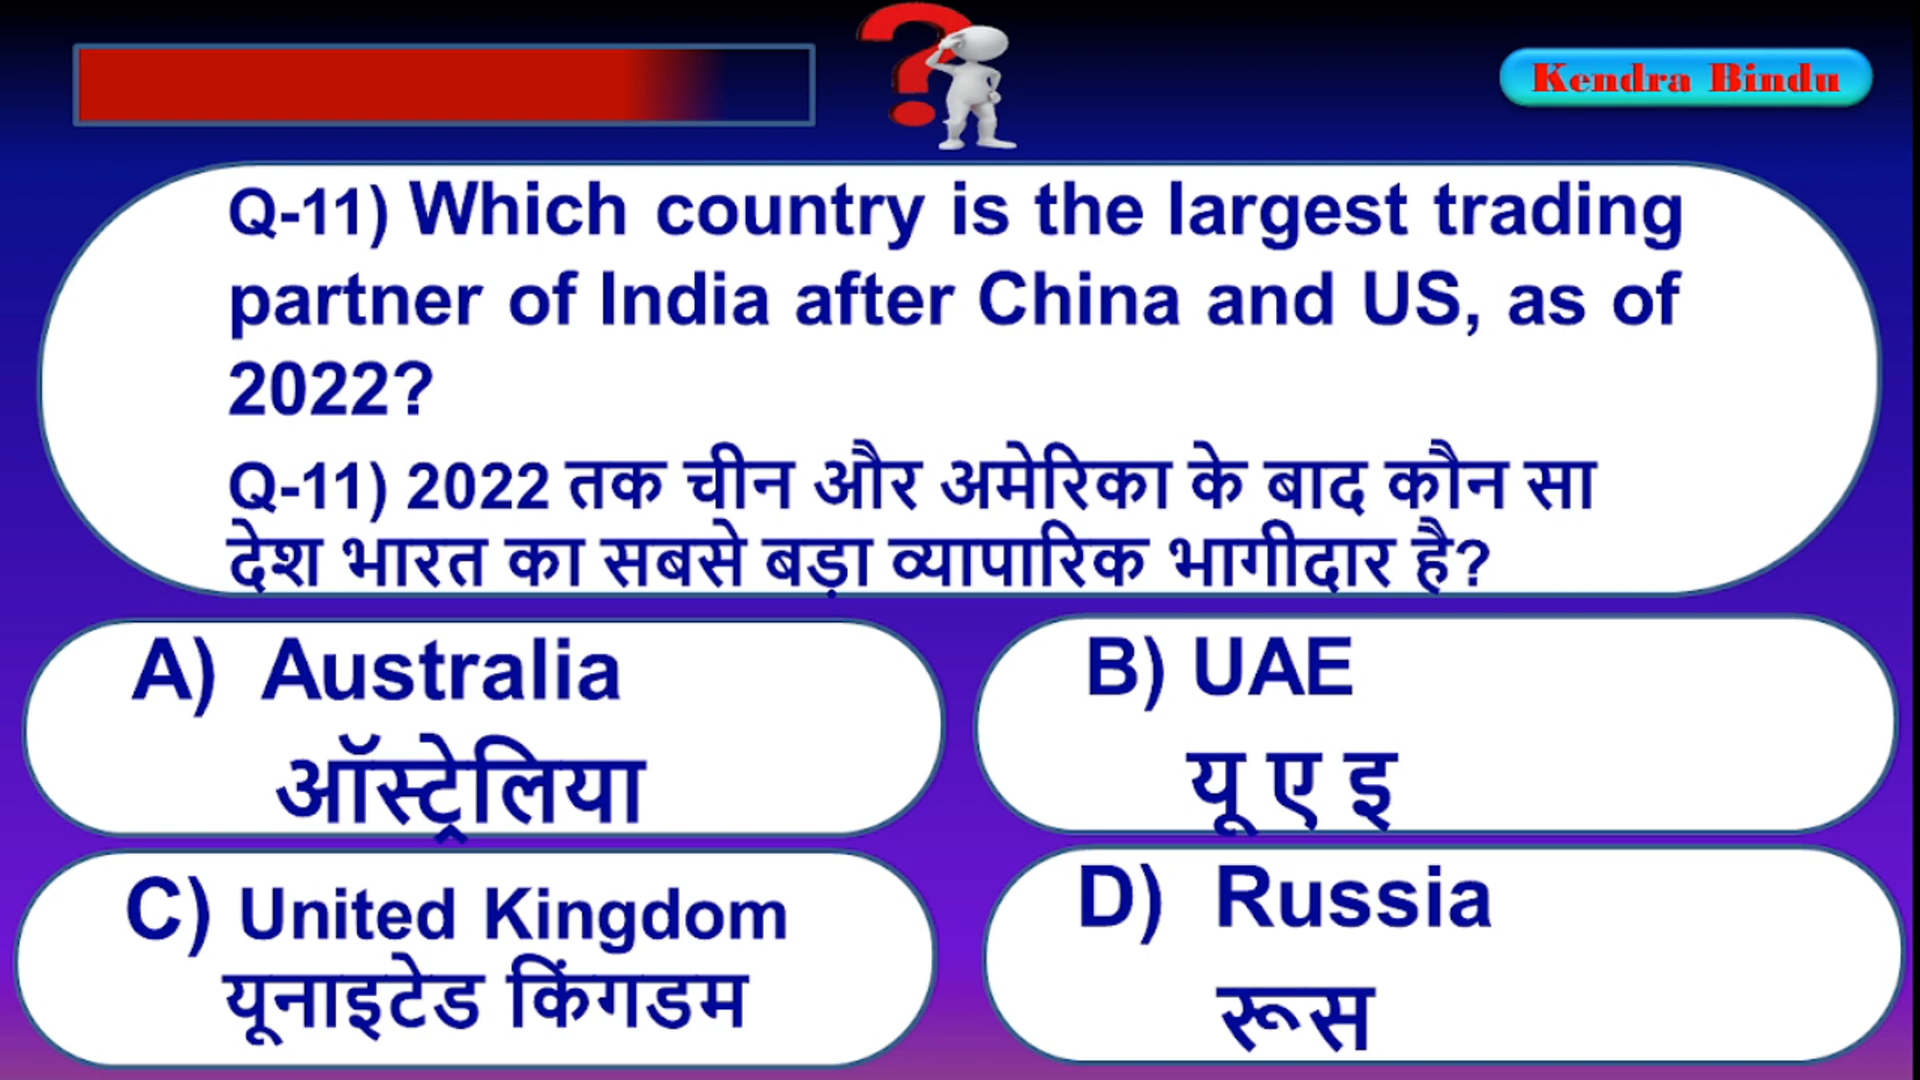 Kendra Bindu
Q-11) Which country is the largest trading
partner of India after China and US, as of
2022?
Q-11) 2022 तक चीन और अमेरिका के बाद कौन सा
देश भारत का सबसे बड़ा व्यापारिक भागीदार है?
A) Australia
ऑस्ट्रेलिया
B) UAE
यू ए इ
C) United Kingdom
यूनाइटेड किंगडम
D) Russia
रूस